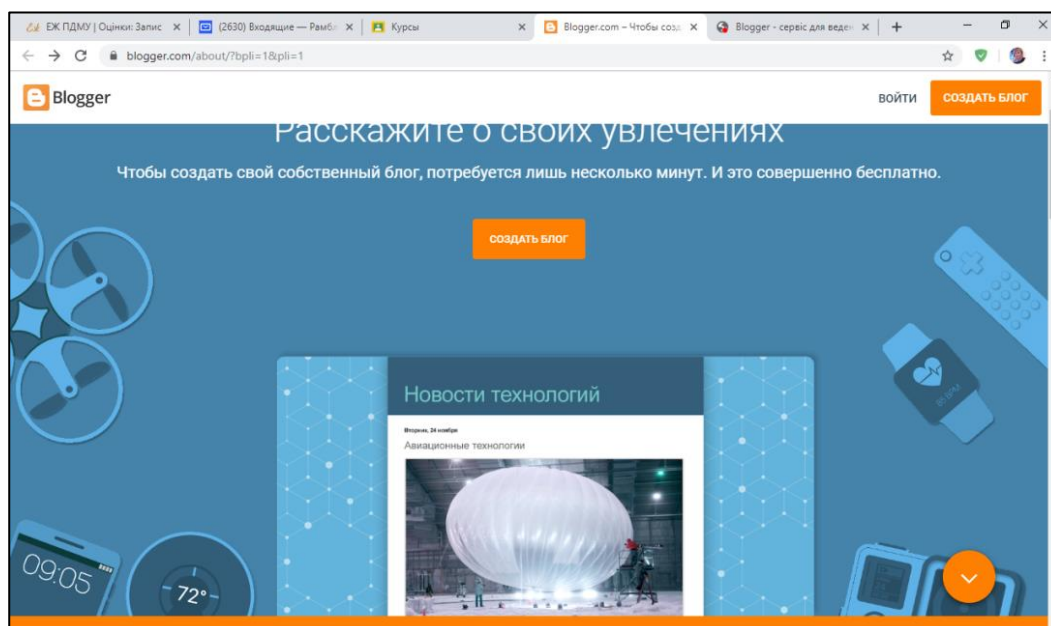 ЕЖ ПДМУ | Оцінки: Запис
(2630) Входящие — Рамбл
Курсы
Blogger.com – Чтобы созд
Blogger - сервіс для веден
blogger.com/about/?bpli=1&pli=1
Blogger
ВОЙТИ
СОЗДАТЬ БЛОГ
Расскажите о своих увлечениях
Чтобы создать свой собственный блог, потребуется лишь несколько минут. И это совершенно бесплатно.
СОЗДАТЬ БЛОГ
Новости технологий
Вторник, 24 ноября
Авиационные технологии
85 BPM
09:05
72°